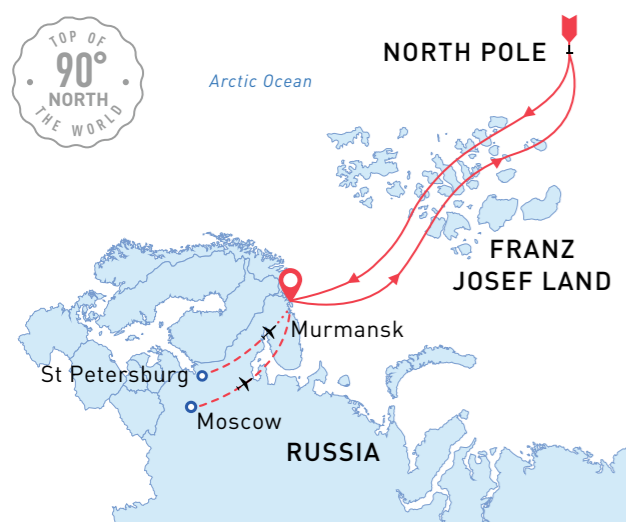 TOP OF
90°
NORTH
THE WORLD
NORTH POLE
Arctic Ocean
FRANZ
JOSEF LAND
Murmansk
St Petersburg
Moscow
RUSSIA